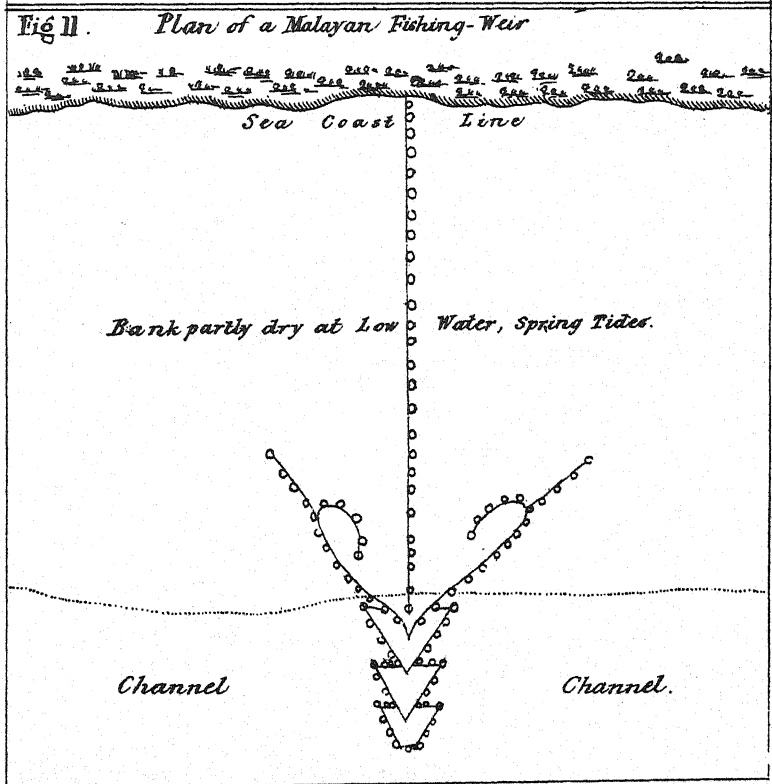 Fig 11. Plan of a Malayan Fishing-Weir
Sea Coast Line
Bank partly dry at Low Water, Spring Tides.
Channel Channel.